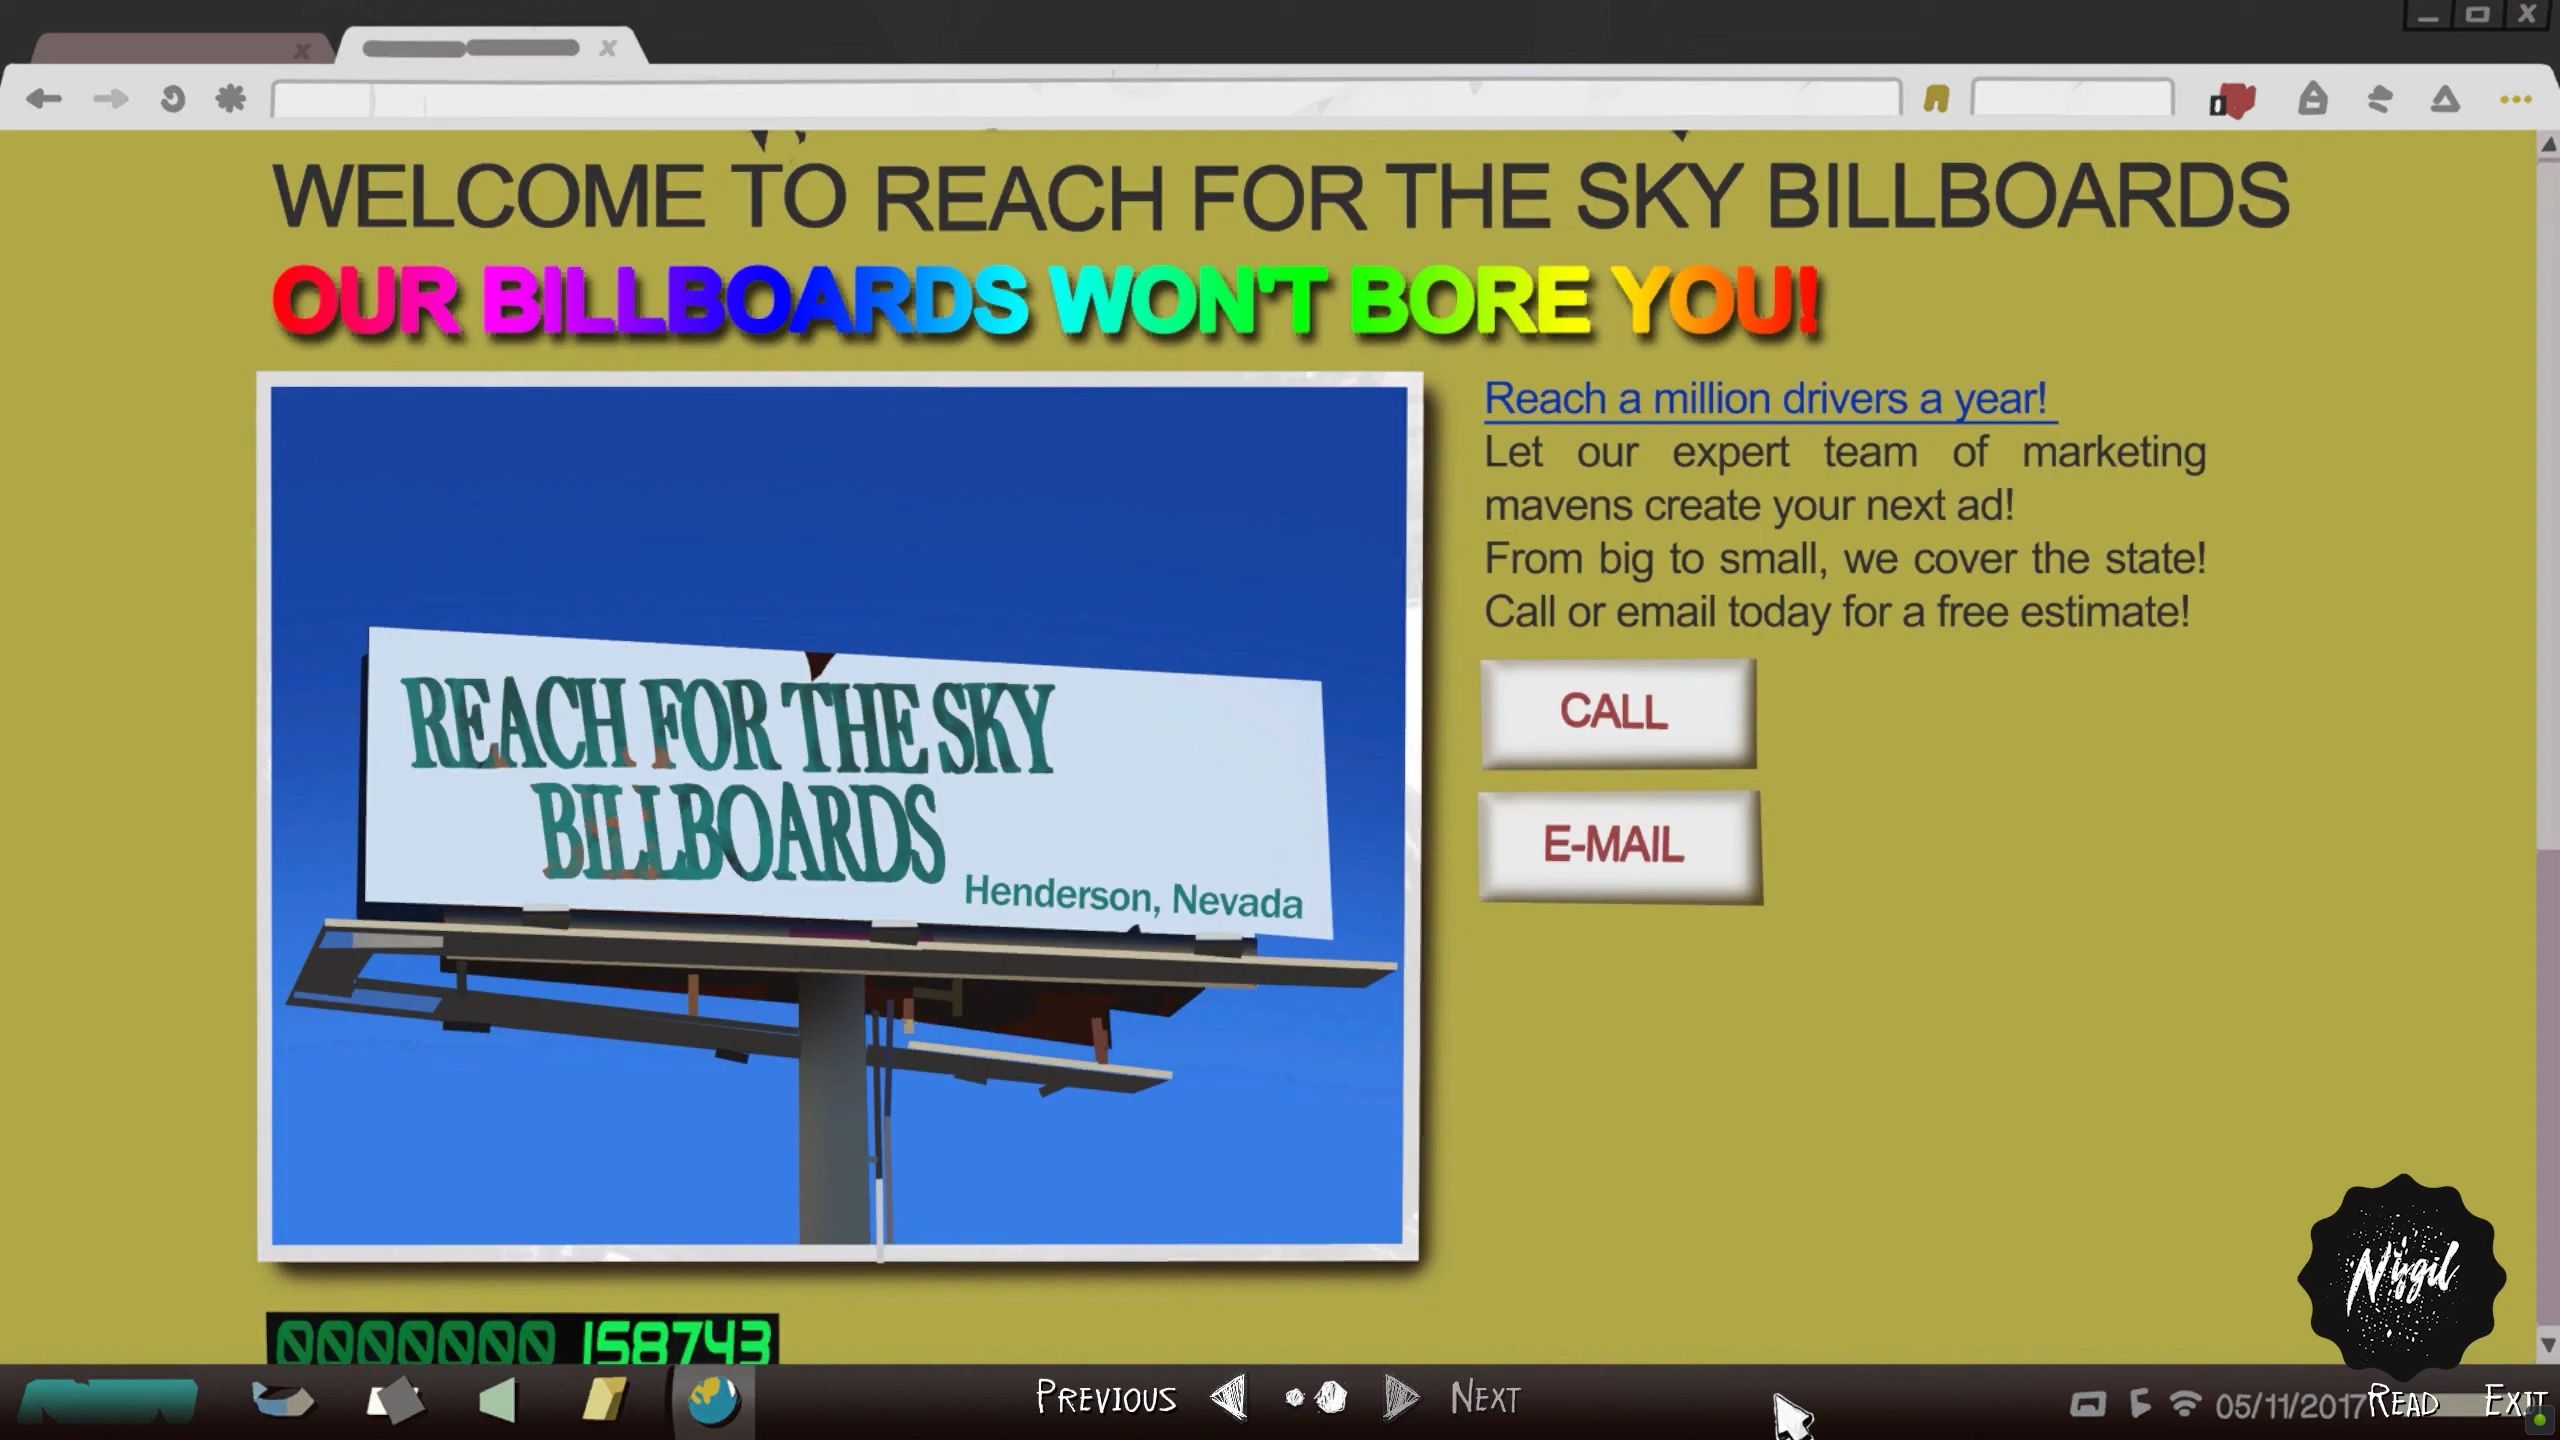 WELCOME TO REACH FOR THE SKY BILLBOARDS
OUR BILLBOARDS WON'T BORE YOU!
REACH FOR THE SKY
BILLBOARDS
Henderson, Nevada
Reach a million drivers a year!
Let our expert team of marketing
mavens create your next ad!
From big to small, we cover the state!
Call or email today for a free estimate!
CALL
E-MAIL
0000000 158743
PREVIOUS
NEXT
05/11/2017
READ
EXIT